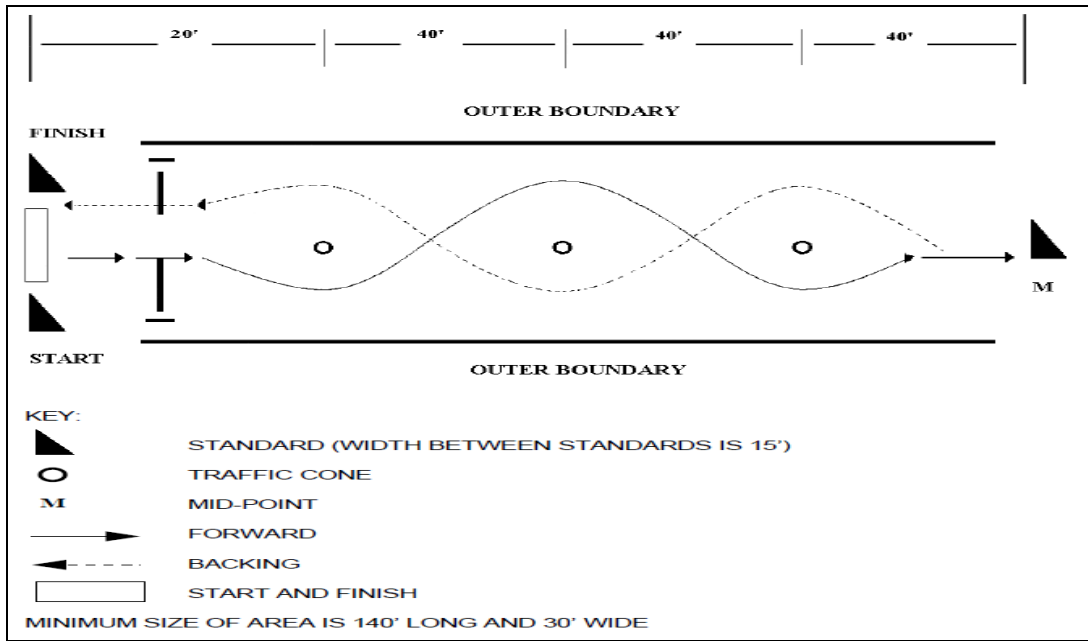 20' 40' 40' 40'
OUTER BOUNDARY
FINISH
M
START
OUTER BOUNDARY
KEY:
STANDARD (WIDTH BETWEEN STANDARDS IS 15')
TRAFFIC CONE
M MID-POINT
FORWARD
BACKING
START AND FINISH
MINIMUM SIZE OF AREA IS 140' LONG AND 30' WIDE